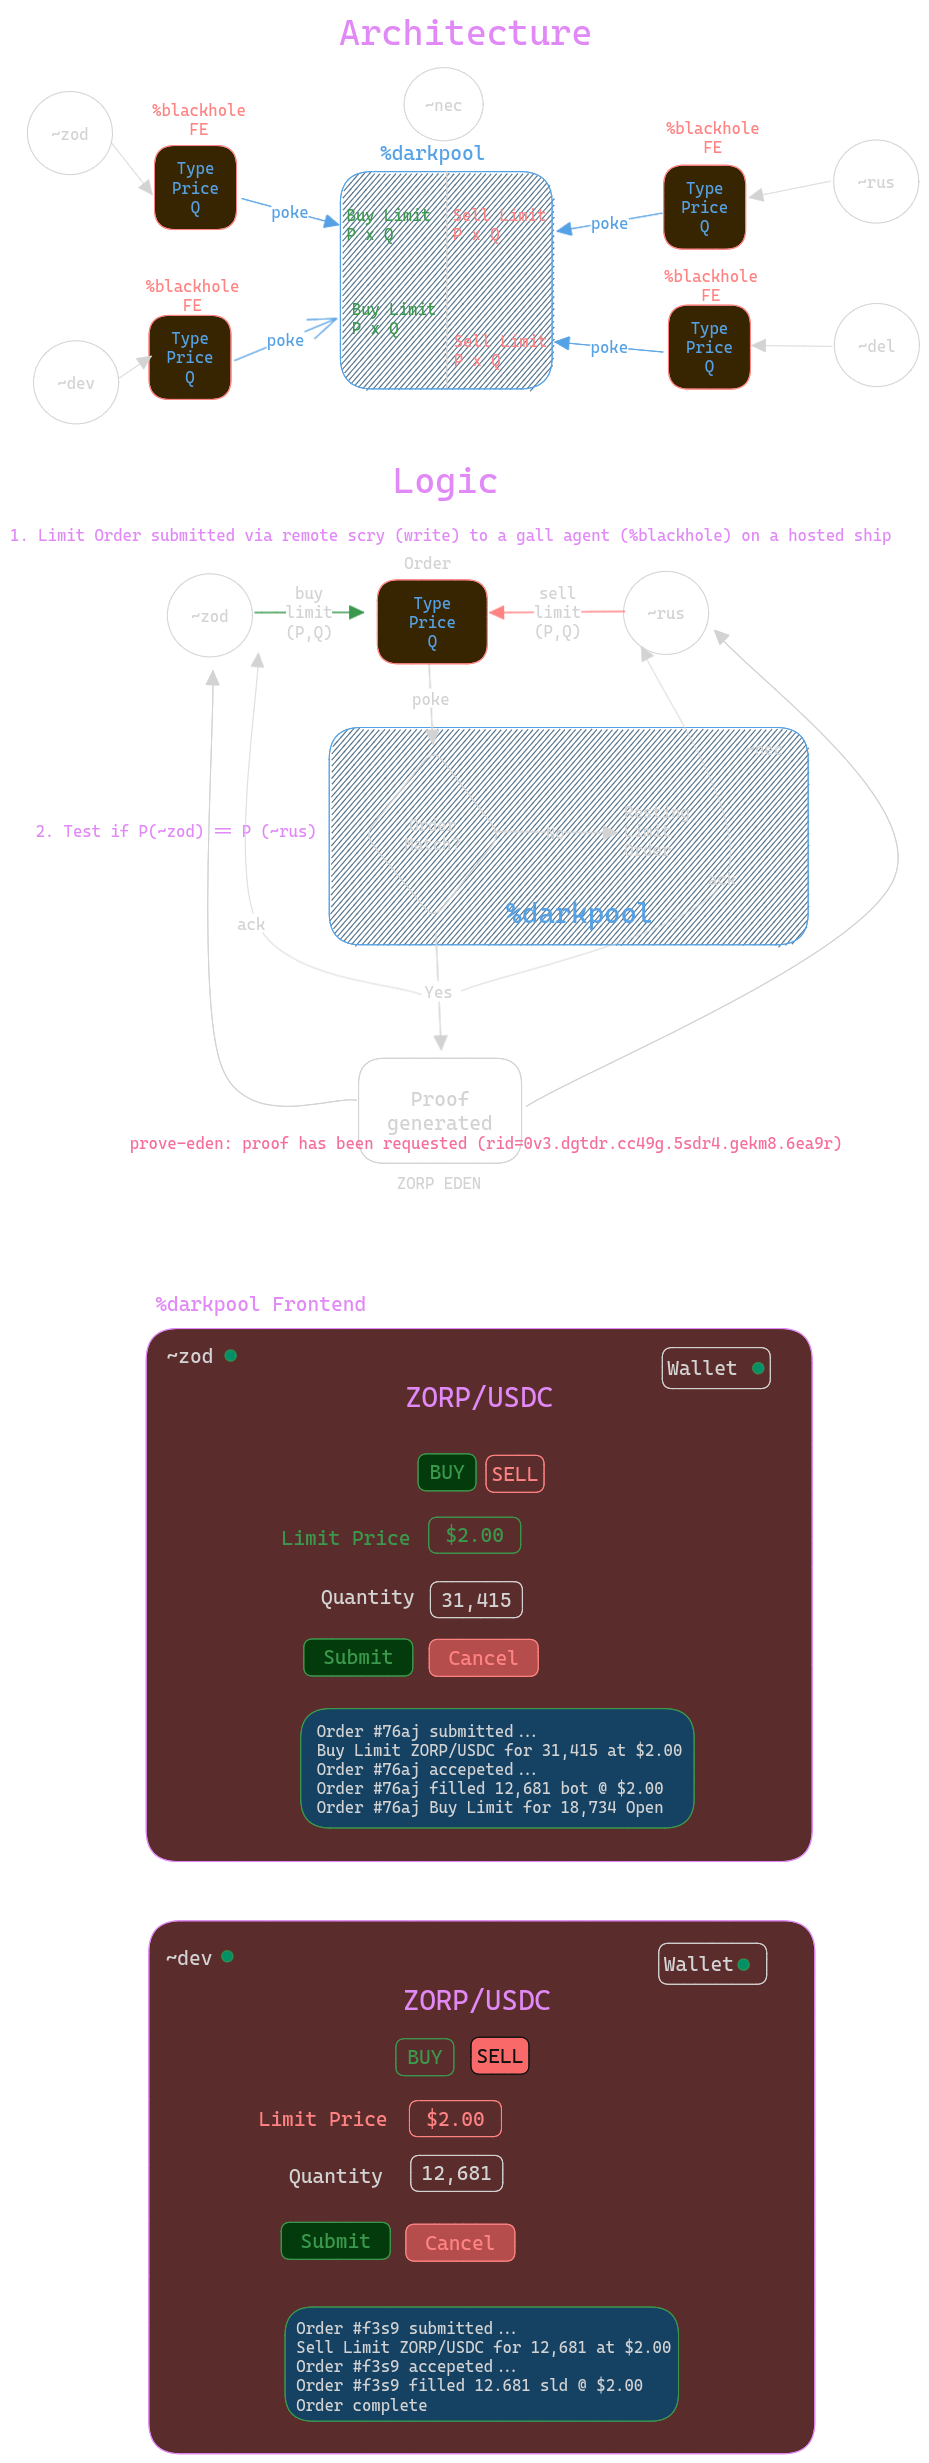 Architecture
~nec
~zod
%blackhole
FE
Type
Price
Q
poke
%darkpool
Buy Limit
P x Q
Sell Limit
P x Q
poke
%blackhole
FE
Type
Price
Q
~rus
~dev
%blackhole
FE
Type
Price
Q
poke
Buy Limit
P x Q
Sell Limit
P x Q
poke
%blackhole
FE
Type
Price
Q
~del
Logic
1. Limit Order submitted via remote scry (write) to a gall agent (%blackhole) on a hosted ship
Order
~zod
buy
limit
(P,Q)
Type
Price
Q
sell
limit
(P,Q)
~rus
poke
2. Test if P(~zod) == P (~rus)
%darkpool
ack
Yes
Proof
generated
prove-eden: proof has been requested (rid=0v3.dgtdr.cc49g.5sdr4.gekm8.6ea9r)
ZORP EDEN
%darkpool Frontend
~zod
Wallet
ZORP/USDC
BUY
SELL
Limit Price
$2.00
Quantity
31,415
Submit
Cancel
Order #76aj submitted...
Buy Limit ZORP/USDC for 31,415 at $2.00
Order #76aj accepeted...
Order #76aj filled 12,681 bot @ $2.00
Order #76aj Buy Limit for 18,734 Open
~dev
Wallet
ZORP/USDC
BUY
SELL
Limit Price
$2.00
Quantity
12,681
Submit
Cancel
Order #f3s9 submitted...
Sell Limit ZORP/USDC for 12,681 at $2.00
Order #f3s9 accepeted...
Order #f3s9 filled 12.681 sld @ $2.00
Order complete